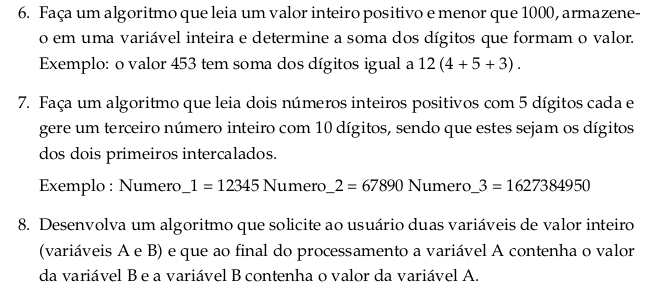 6. Faça um algoritmo que leia um valor inteiro positivo e menor que 1000, armazene-
o em uma variável inteira e determine a soma dos dígitos que formam o valor.
Exemplo: o valor 453 tem soma dos dígitos igual a 12 (4 + 5 + 3) .
7. Faça um algoritmo que leia dois números inteiros positivos com 5 dígitos cada e
gere um terceiro número inteiro com 10 dígitos, sendo que estes sejam os dígitos
dos dois primeiros intercalados.
Exemplo : Numero_1 = 12345 Numero_2 = 67890 Numero_3 = 1627384950
8. Desenvolva um algoritmo que solicite ao usuário duas variáveis de valor inteiro
(variáveis A e B) e que ao final do processamento a variável A contenha o valor
da variável B e a variável B contenha o valor da variável A.